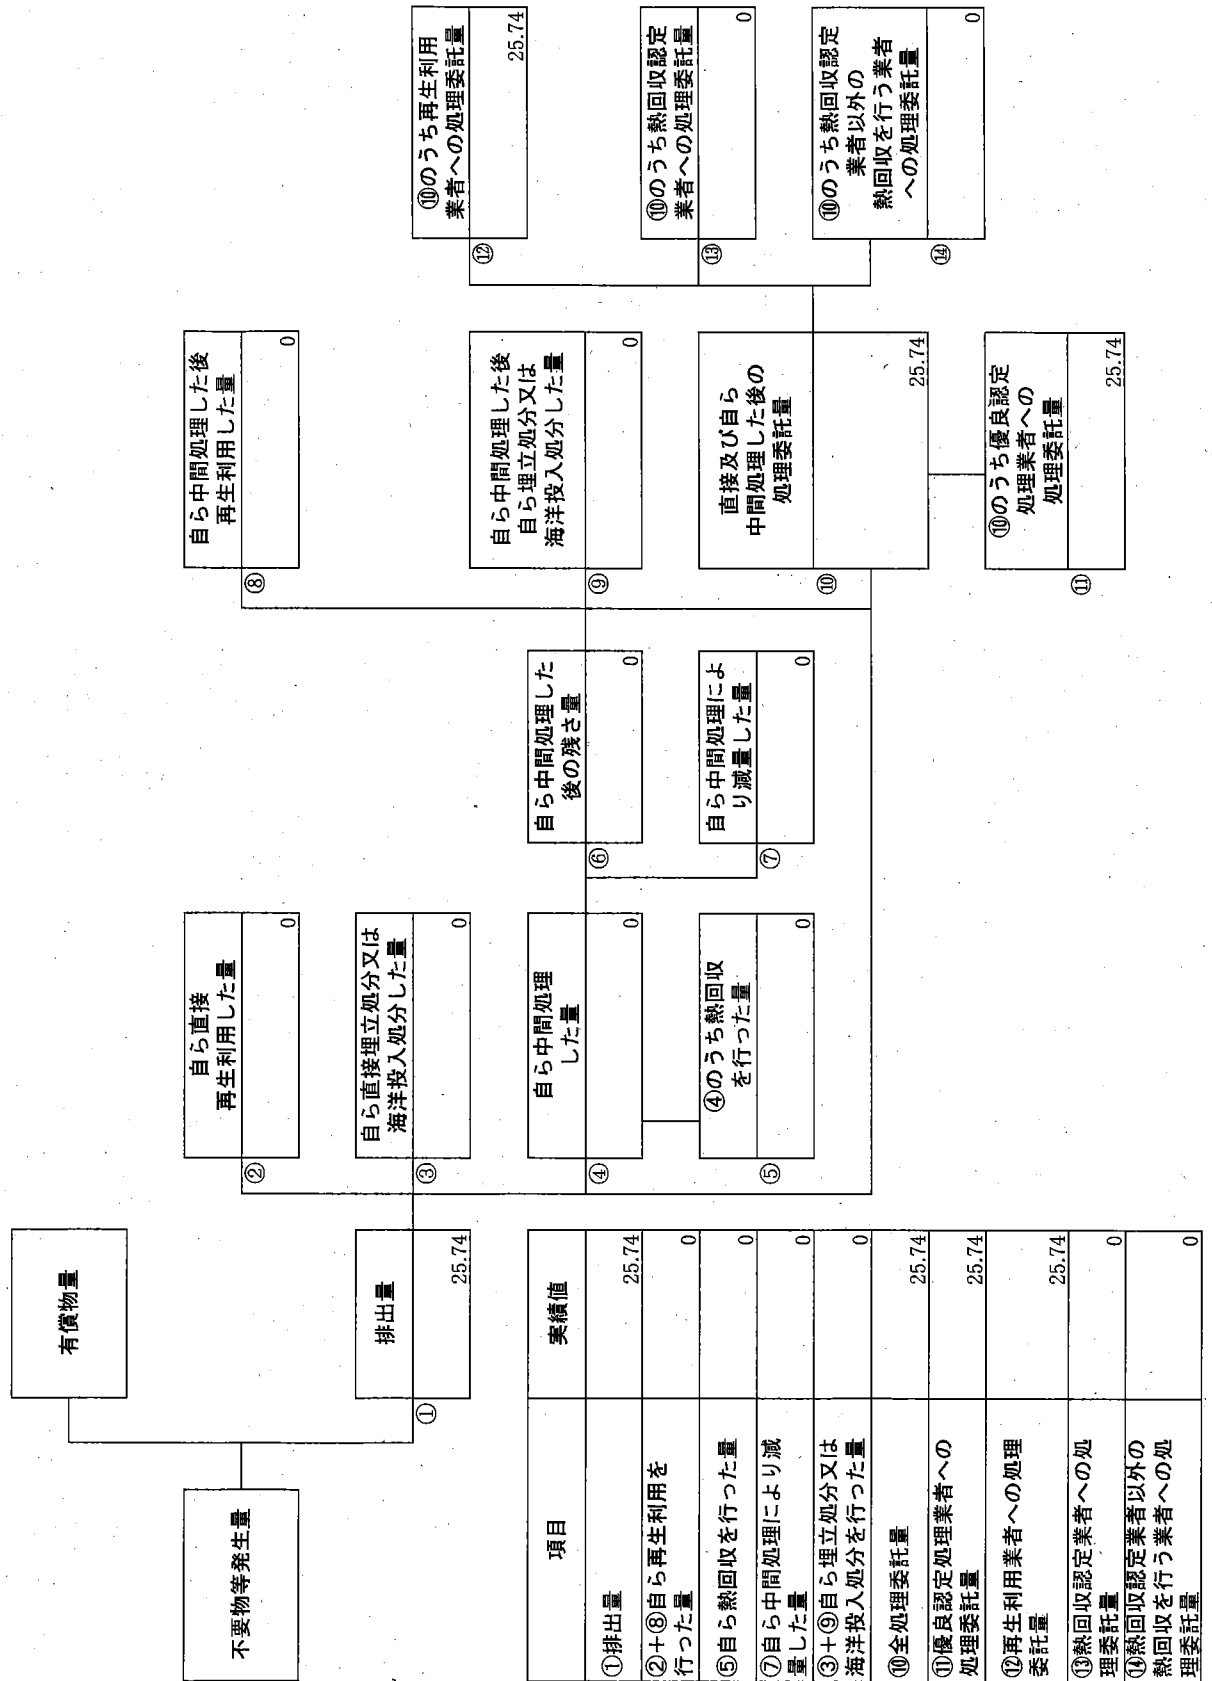 不要物等発生量
有償物量
排出量
①
25.74
自ら直接
再生利用した量
②
0
自ら直接埋立処分又は
海洋投入処分した量
③
0
自ら中間処理
した量
④
0
④のうち熱回収
を行った量
⑤
0
自ら中間処理した
後の残さ量
⑥
0
自ら中間処理によ
り減量した量
⑦
0
自ら中間処理した後
再生利用した量
⑧
0
自ら中間処理した後
自ら埋立処分又は
海洋投入処分した量
⑨
0
直接及び自ら
中間処理した後の
処理委託量
⑩
25.74
⑩のうち優良認定
処理業者への
処理委託量
⑪
25.74
⑩のうち再生利用
業者への処理委託量
⑫
25.74
⑩のうち熱回収認定
業者への処理委託量
⑬
0
⑩のうち熱回収認定
業者以外の
熱回収を行う業者
への処理委託量
⑭
0
項目 実績値
①排出量 25.74
②+⑧自ら再生利用を
行った量 0
⑤自ら熱回収を行った量 0
⑦自ら中間処理により減
量した量 0
③+⑨自ら埋立処分又は
海洋投入処分を行った量 0
⑩全処理委託量 25.74
⑪優良認定処理業者への
処理委託量 25.74
⑫再生利用業者への処理
委託量 25.74
⑬熱回収認定業者への処
理委託量 0
⑭熱回収認定業者以外の
熱回収を行う業者への処
理委託量 0